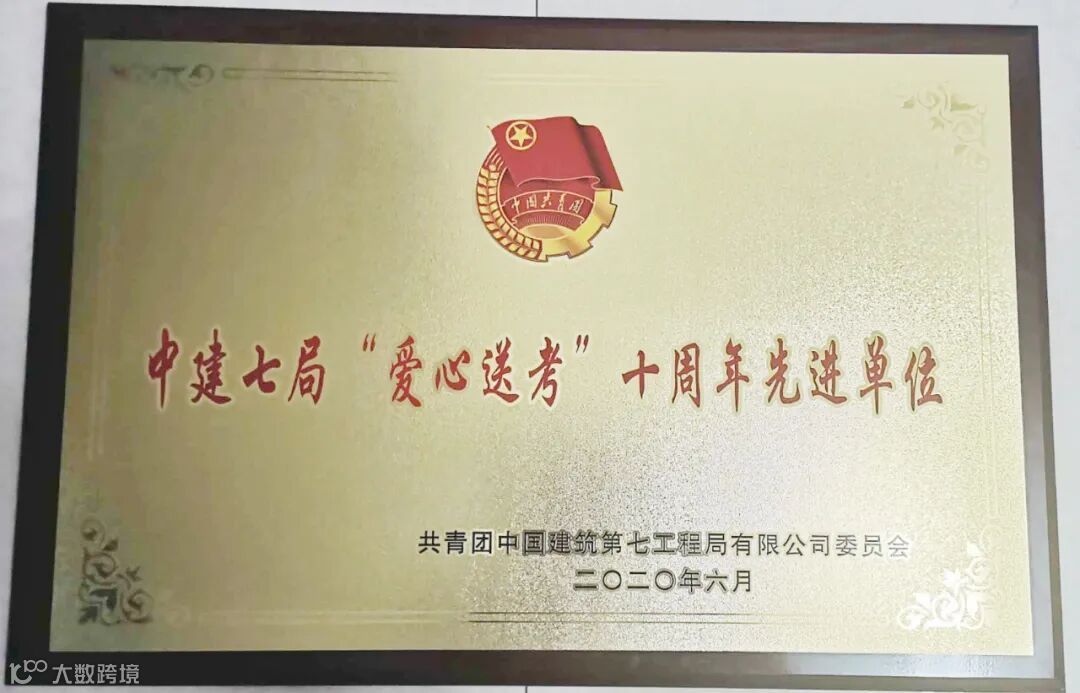 中国共青团
中建七局“爱心送考”十周年先进单位
共青团中国建筑第七工程局有限公司委员会
二〇二〇年六月
大数跨境